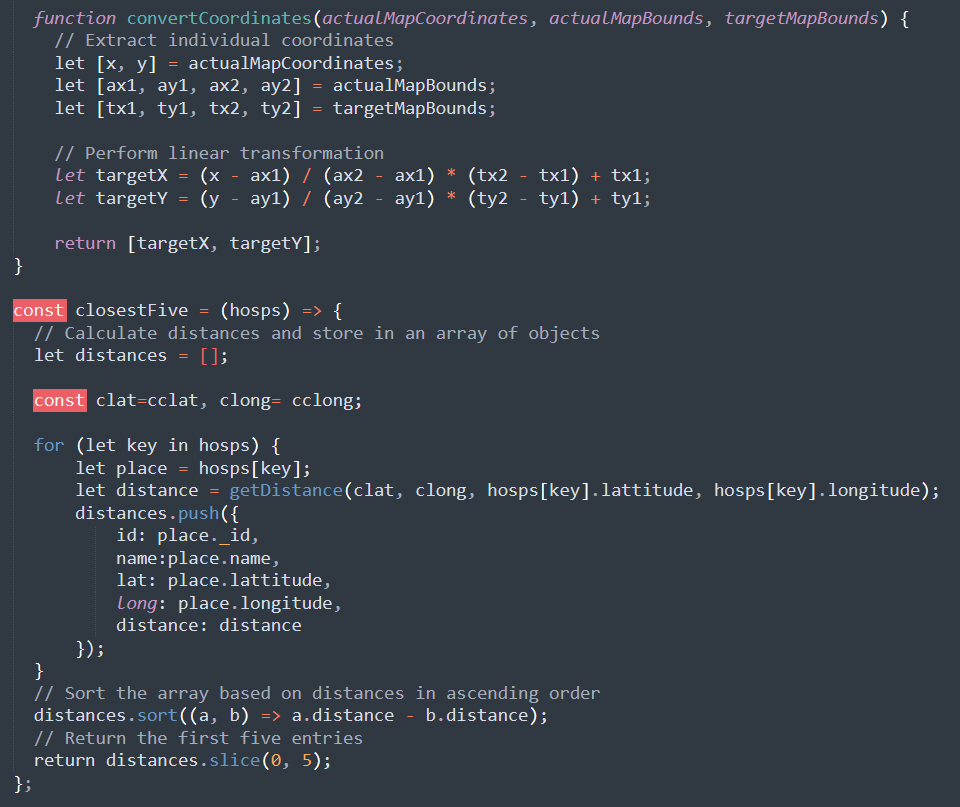 function convertCoordinates(actualMapCoordinates, actualMapBounds, targetMapBounds) {
// Extract individual coordinates
let [x, y] = actualMapCoordinates;
let [ax1, ay1, ax2, ay2] = actualMapBounds;
let [tx1, ty1, tx2, ty2] = targetMapBounds;
// Perform linear transformation
let targetX = (x - ax1) / (ax2 - ax1) * (tx2 - tx1) + tx1;
let targetY = (y - ay1) / (ay2 - ay1) * (ty2 - ty1) + ty1;
return [targetX, targetY];
}
const closestFive = (hosps) => {
// Calculate distances and store in an array of objects
let distances = [];
const clat=cclat, clong= cclong;
for (let key in hosps) {
let place = hosps[key];
let distance = getDistance(clat, clong, hosps[key].lattitude, hosps[key].longitude);
distances.push({
id: place._id,
name:place.name,
lat: place.lattitude,
long: place.longitude,
distance: distance
});
}
// Sort the array based on distances in ascending order
distances.sort((a, b) => a.distance - b.distance);
// Return the first five entries
return distances.slice(0, 5);
};